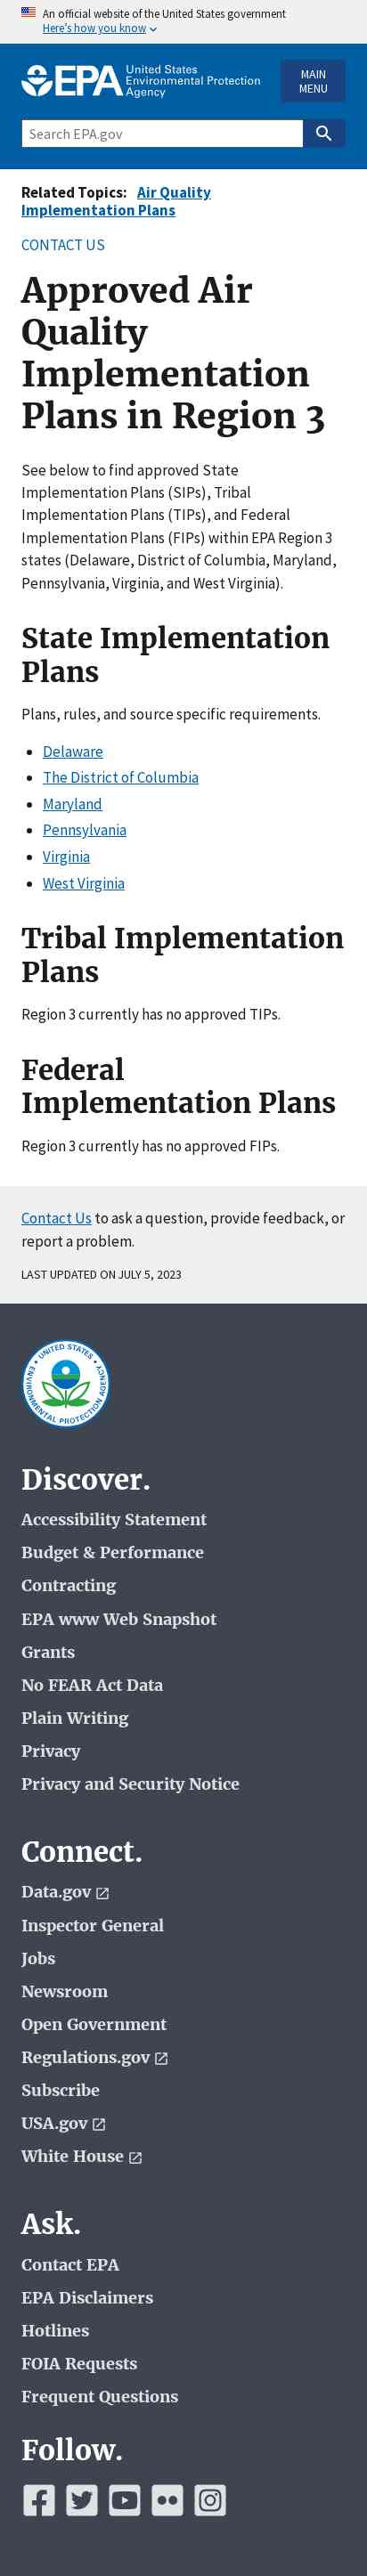 An official website of the United States government
Here's how you know
EPA United States
Environmental Protection
Agency
MAIN
MENU
Search EPA.gov
Related Topics: Air Quality
Implementation Plans
CONTACT US
Approved Air
Quality
Implementation
Plans in Region 3
See below to find approved State
Implementation Plans (SIPs), Tribal
Implementation Plans (TIPs), and Federal
Implementation Plans (FIPs) within EPA Region 3
states (Delaware, District of Columbia, Maryland,
Pennsylvania, Virginia, and West Virginia).
State Implementation
Plans
Plans, rules, and source specific requirements.
Delaware
The District of Columbia
Maryland
Pennsylvania
Virginia
West Virginia
Tribal Implementation
Plans
Region 3 currently has no approved TIPs.
Federal
Implementation Plans
Region 3 currently has no approved FIPs.
Contact Us to ask a question, provide feedback, or
report a problem.
LAST UPDATED ON JULY 5, 2023
UNITED STATES
ENVIRONMENTAL PROTECTION AGENCY
Discover.
Accessibility Statement
Budget & Performance
Contracting
EPA www Web Snapshot
Grants
No FEAR Act Data
Plain Writing
Privacy
Privacy and Security Notice
Connect.
Data.gov
Inspector General
Jobs
Newsroom
Open Government
Regulations.gov
Subscribe
USA.gov
White House
Ask.
Contact EPA
EPA Disclaimers
Hotlines
FOIA Requests
Frequent Questions
Follow.